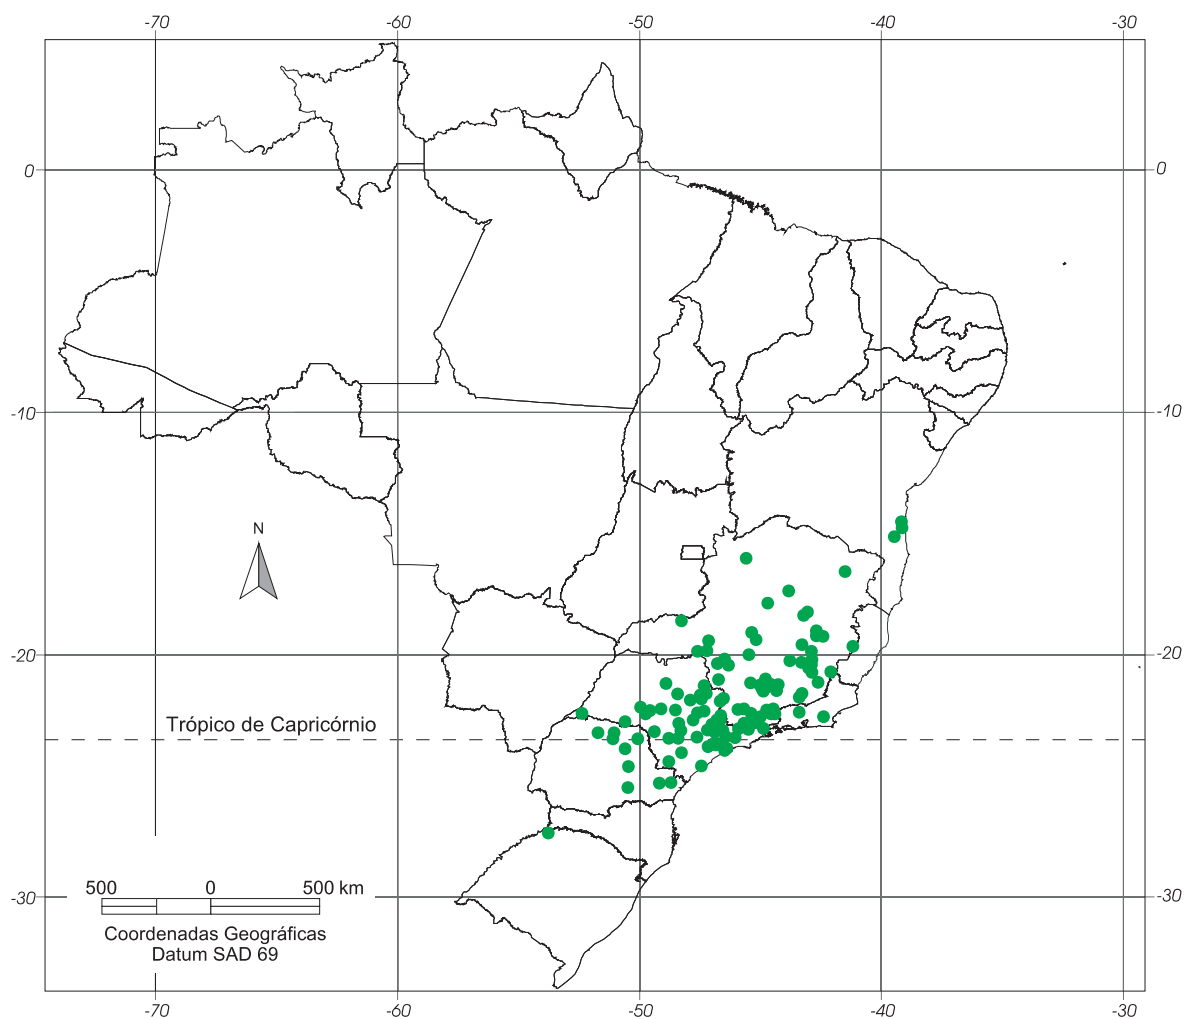 -70 -60 -50 -40 -30
0 0
-10 -10
N
-20 -20
Trópico de Capricórnio
500 0 500 km
-30 -30
Coordenadas Geográficas
Datum SAD 69
-70 -60 -50 -40 -30